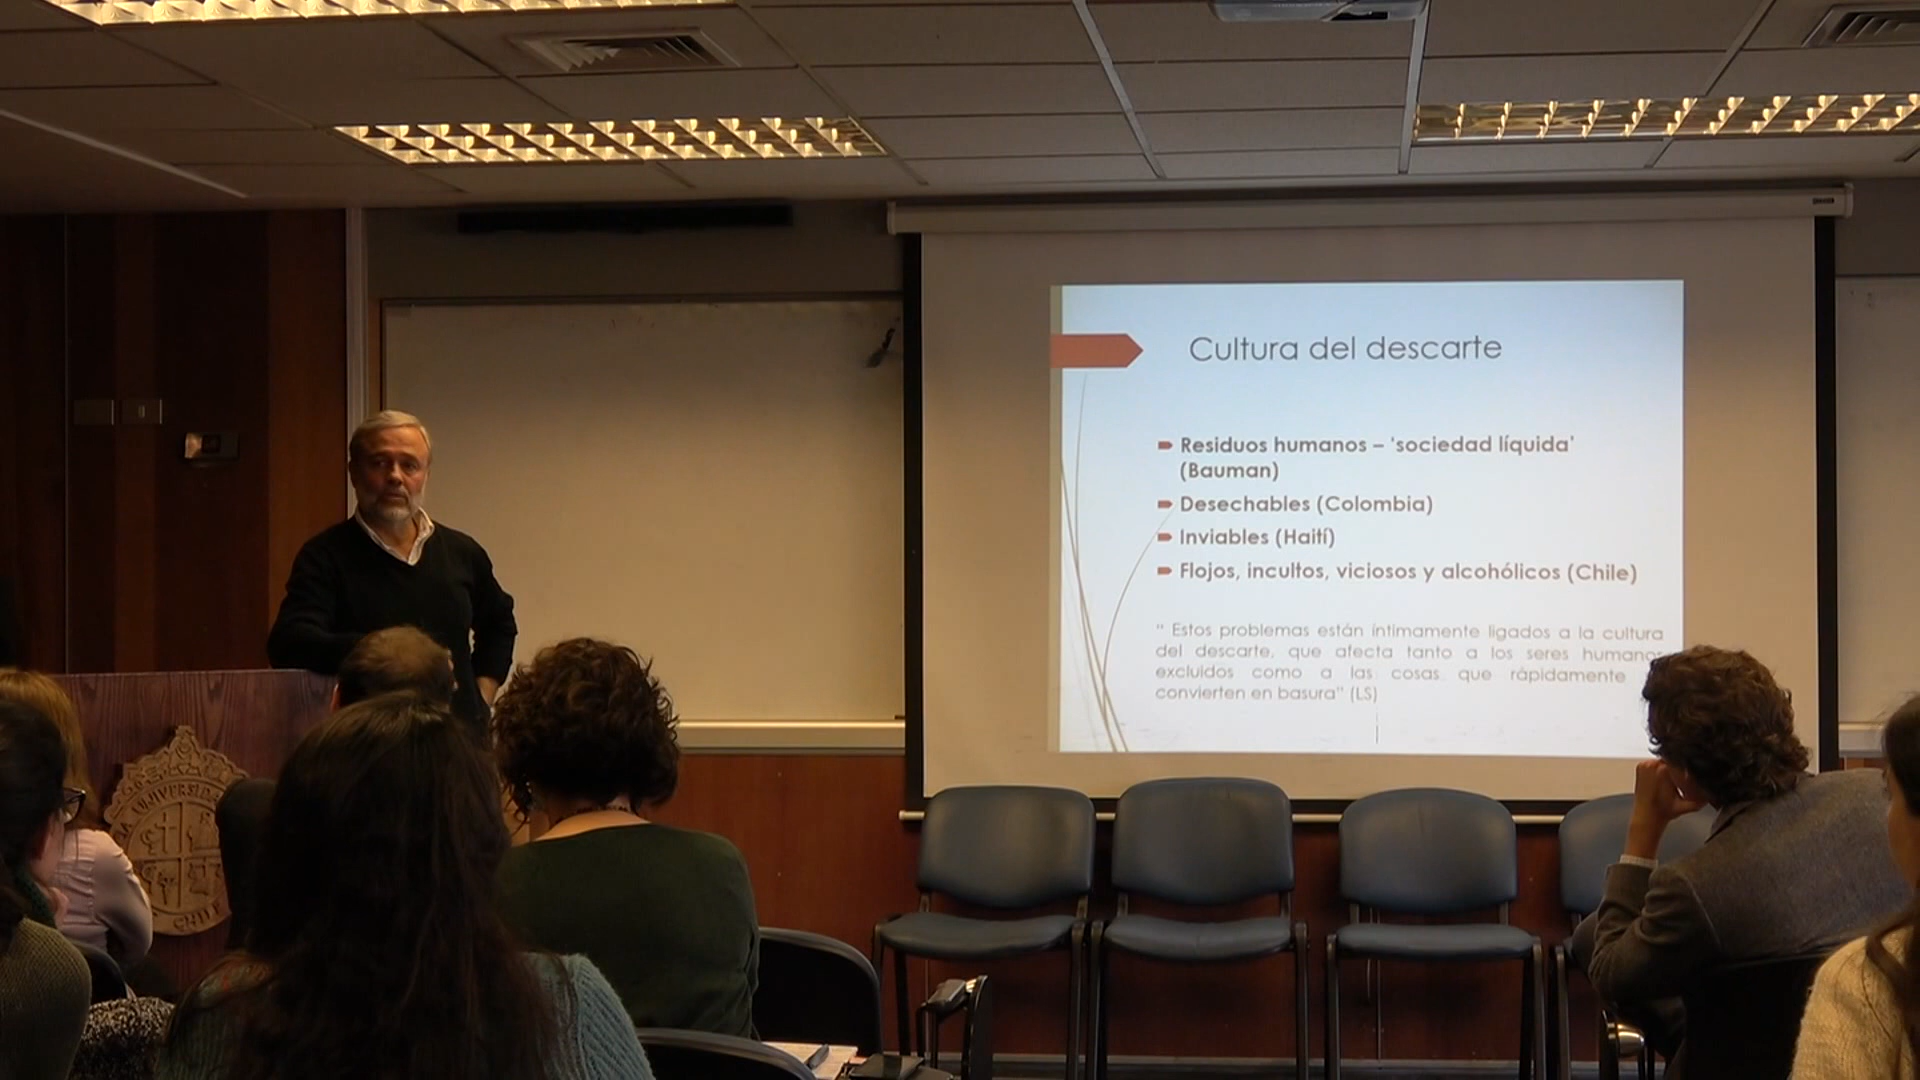 Cultura del descarte
Residuos humanos – ‘sociedad líquida’
(Bauman)
Desechables (Colombia)
Inviables (Haití)
Flojos, incultos, viciosos y alcohólicos (Chile)
“ Estos problemas están íntimamente ligados a la cultura
del descarte, que afecta tanto a los seres humanos
excluidos como a las cosas que rápidamente
convierten en basura” (LS)
CHILE